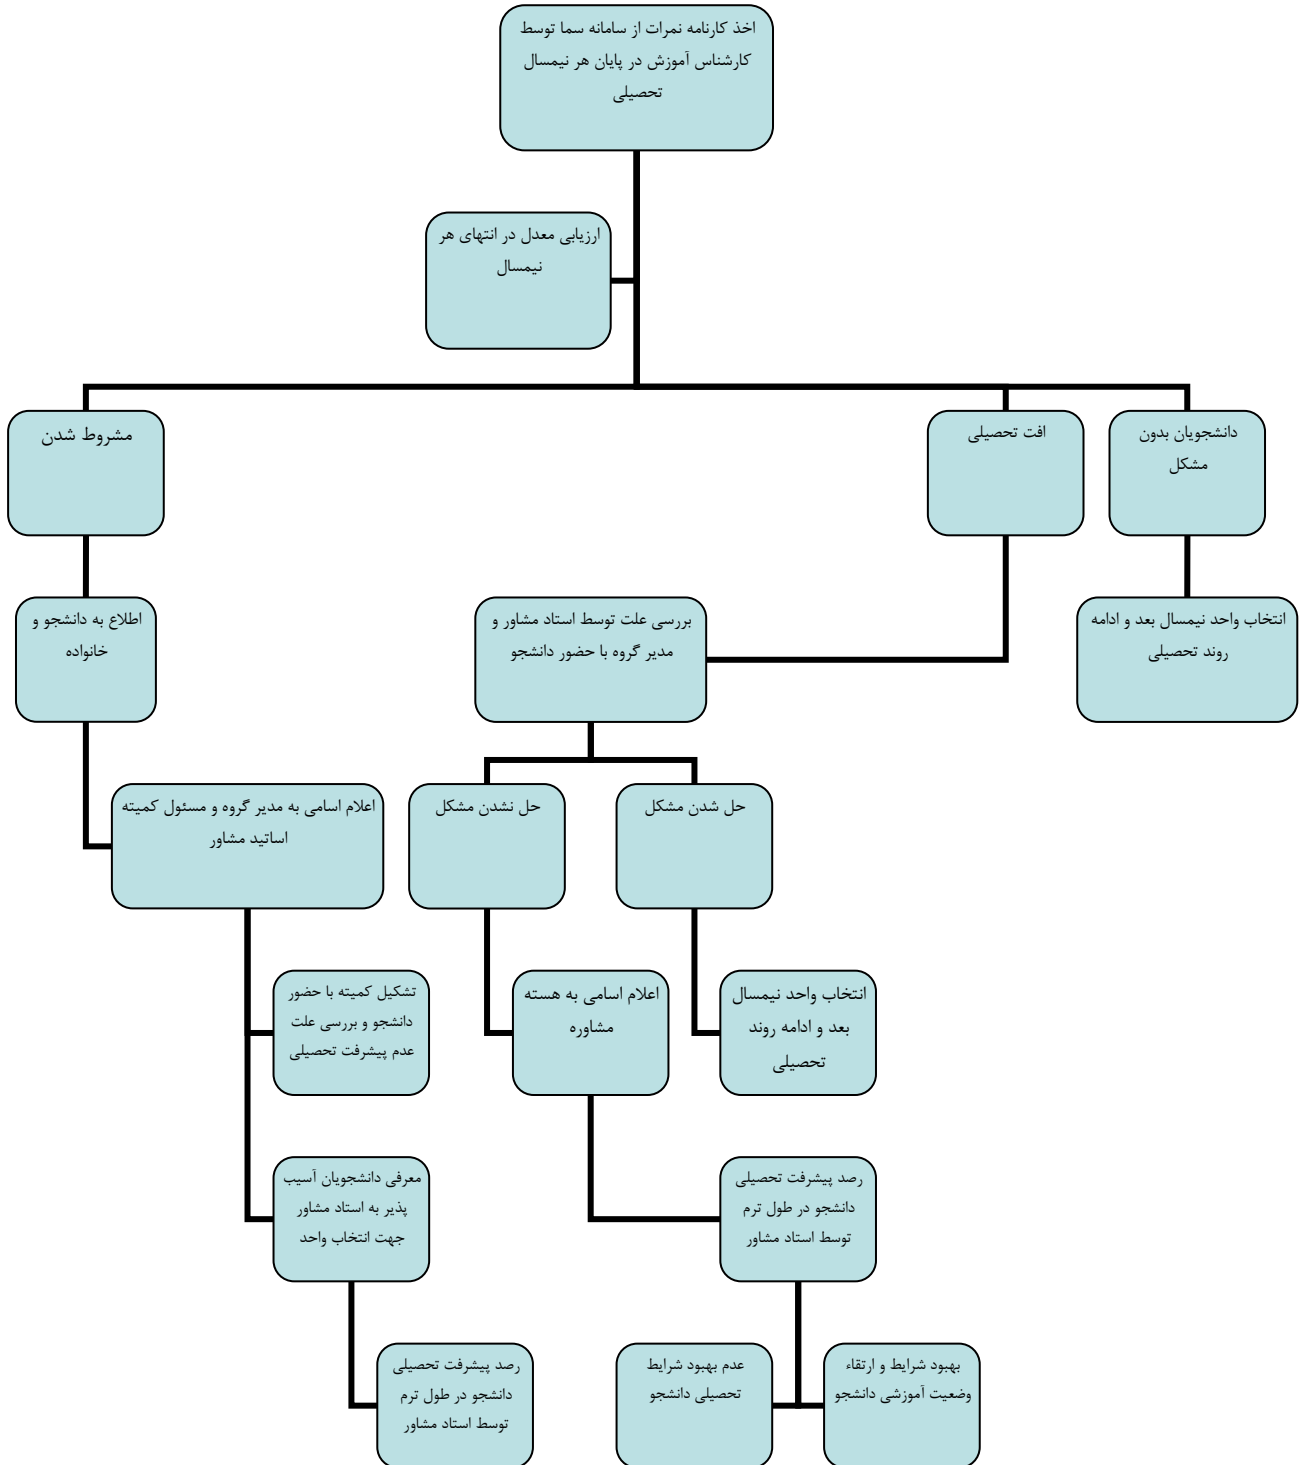 اخذ کارنامه نمرات از سامانه سما توسط
کارشناس آموزش در پایان هر نیمسال
تحصیلی
ارزیابی معدل در انتهای هر
نیمسال
دانشجویان بدون
مشکل
افت تحصیلی
مشروط شدن
انتخاب واحد نیمسال بعد و ادامه
روند تحصیلی
بررسی علت توسط استاد مشاور و
مدیر گروه با حضور دانشجو
اطلاع به دانشجو و
خانواده
حل شدن مشکل
حل نشدن مشکل
اعلام اسامی به مدیر گروه و مسئول کمیته
اساتید مشاور
انتخاب واحد نیمسال
بعد و ادامه روند
تحصیلی
اعلام اسامی به هسته
مشاوره
تشکیل کمیته با حضور
دانشجو و بررسی علت
عدم پیشرفت تحصیلی
رصد پیشرفت تحصیلی
دانشجو در طول ترم
توسط استاد مشاور
معرفی دانشجویان آسیب
پذیر به استاد مشاور
جهت انتخاب واحد
بهبود شرایط و ارتقاء
وضعیت آموزشی دانشجو
عدم بهبود شرایط
تحصیلی دانشجو
رصد پیشرفت تحصیلی
دانشجو در طول ترم
توسط استاد مشاور